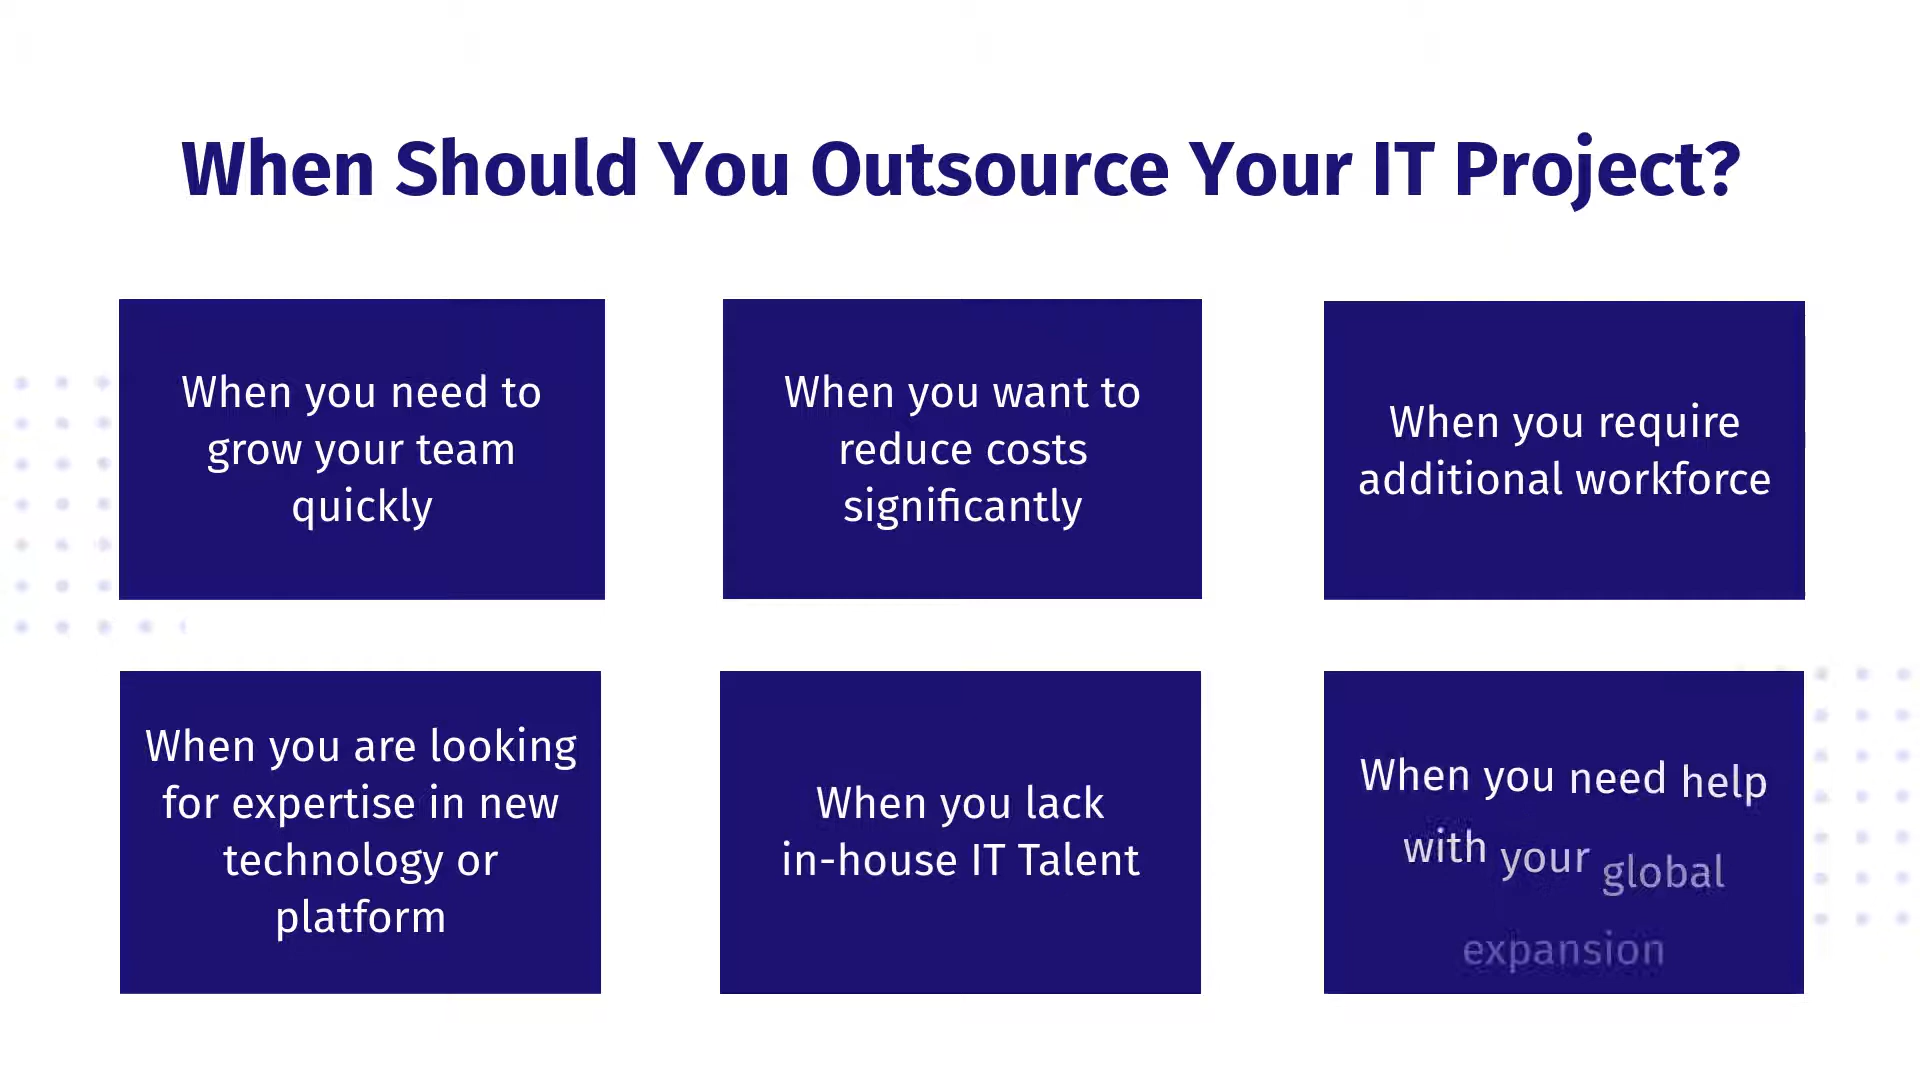 When Should You Outsource Your IT Project?
When you need to
grow your team
quickly
When you want to
reduce costs
significantly
When you require
additional workforce
When you are looking
for expertise in new
technology or
platform
When you lack
in-house IT Talent
When you need help
with your global
expansion